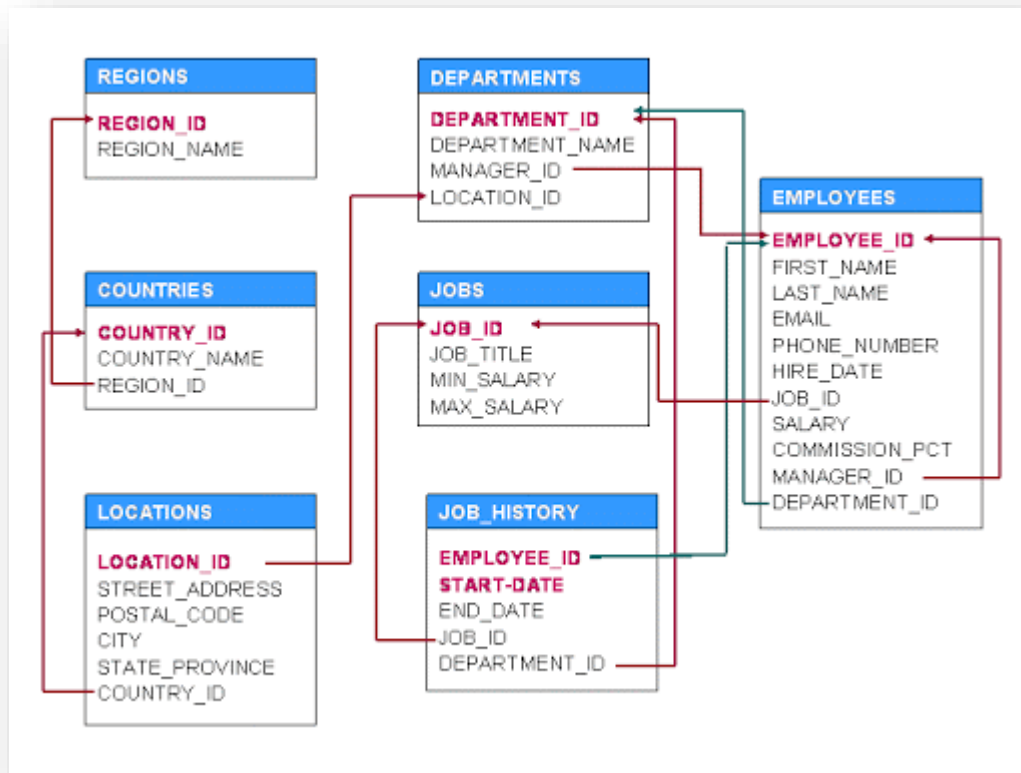 REGIONS
REGION_ID
REGION_NAME
COUNTRIES
COUNTRY_ID
COUNTRY_NAME
REGION_ID
LOCATIONS
LOCATION_ID
STREET_ADDRESS
POSTAL_CODE
CITY
STATE_PROVINCE
COUNTRY_ID
DEPARTMENTS
DEPARTMENT_ID
DEPARTMENT_NAME
MANAGER_ID
LOCATION_ID
JOBS
JOB_ID
JOB_TITLE
MIN_SALARY
MAX_SALARY
JOB_HISTORY
EMPLOYEE_ID
START-DATE
END_DATE
JOB_ID
DEPARTMENT_ID
EMPLOYEES
EMPLOYEE_ID
FIRST_NAME
LAST_NAME
EMAIL
PHONE_NUMBER
HIRE_DATE
JOB_ID
SALARY
COMMISSION_PCT
MANAGER_ID
DEPARTMENT_ID